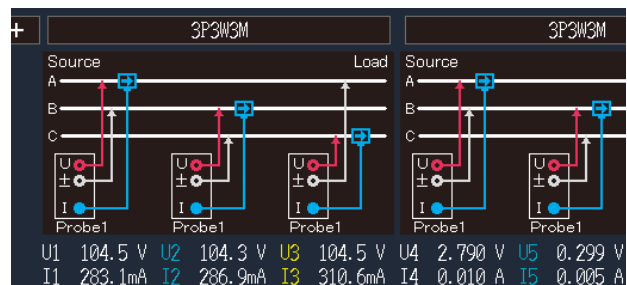 + 3P3W3M 3P3W3M
Source Load Source
A A
B B
C C
U U U U U
± ± ± ± ±
I I I I I
Probe1 Probe1 Probe1 Probe1 Probe1
U1 104.5 V U2 104.3 V U3 104.5 V U4 2.790 V U5 0.299 V
I1 283.1mA I2 286.9mA I3 310.6mA I4 0.010 A I5 0.005 A